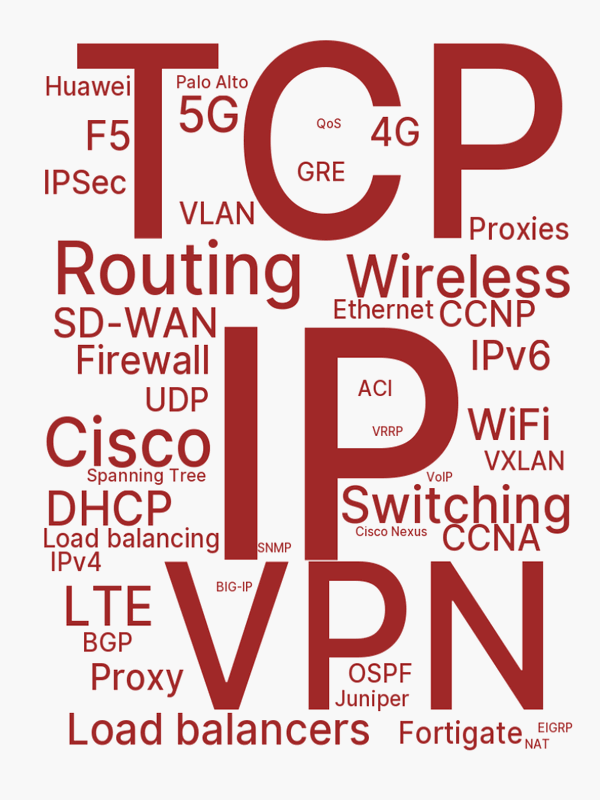 TCP
Huawei
Palo Alto
5G
QoS
4G
F5
GRE
IPSec
VLAN
Proxies
Routing
Wireless
Ethernet
CCNP
SD-WAN
IP
Firewall
IPv6
ACI
UDP
WiFi
Cisco
VRRP
VXLAN
Spanning Tree
VoIP
DHCP
Switching
Cisco Nexus
CCNA
Load balancing
SNMP
IPv4
VPN
BIG-IP
LTE
BGP
Proxy
OSPF
Juniper
Load balancers
Fortigate
EIGRP
NAT